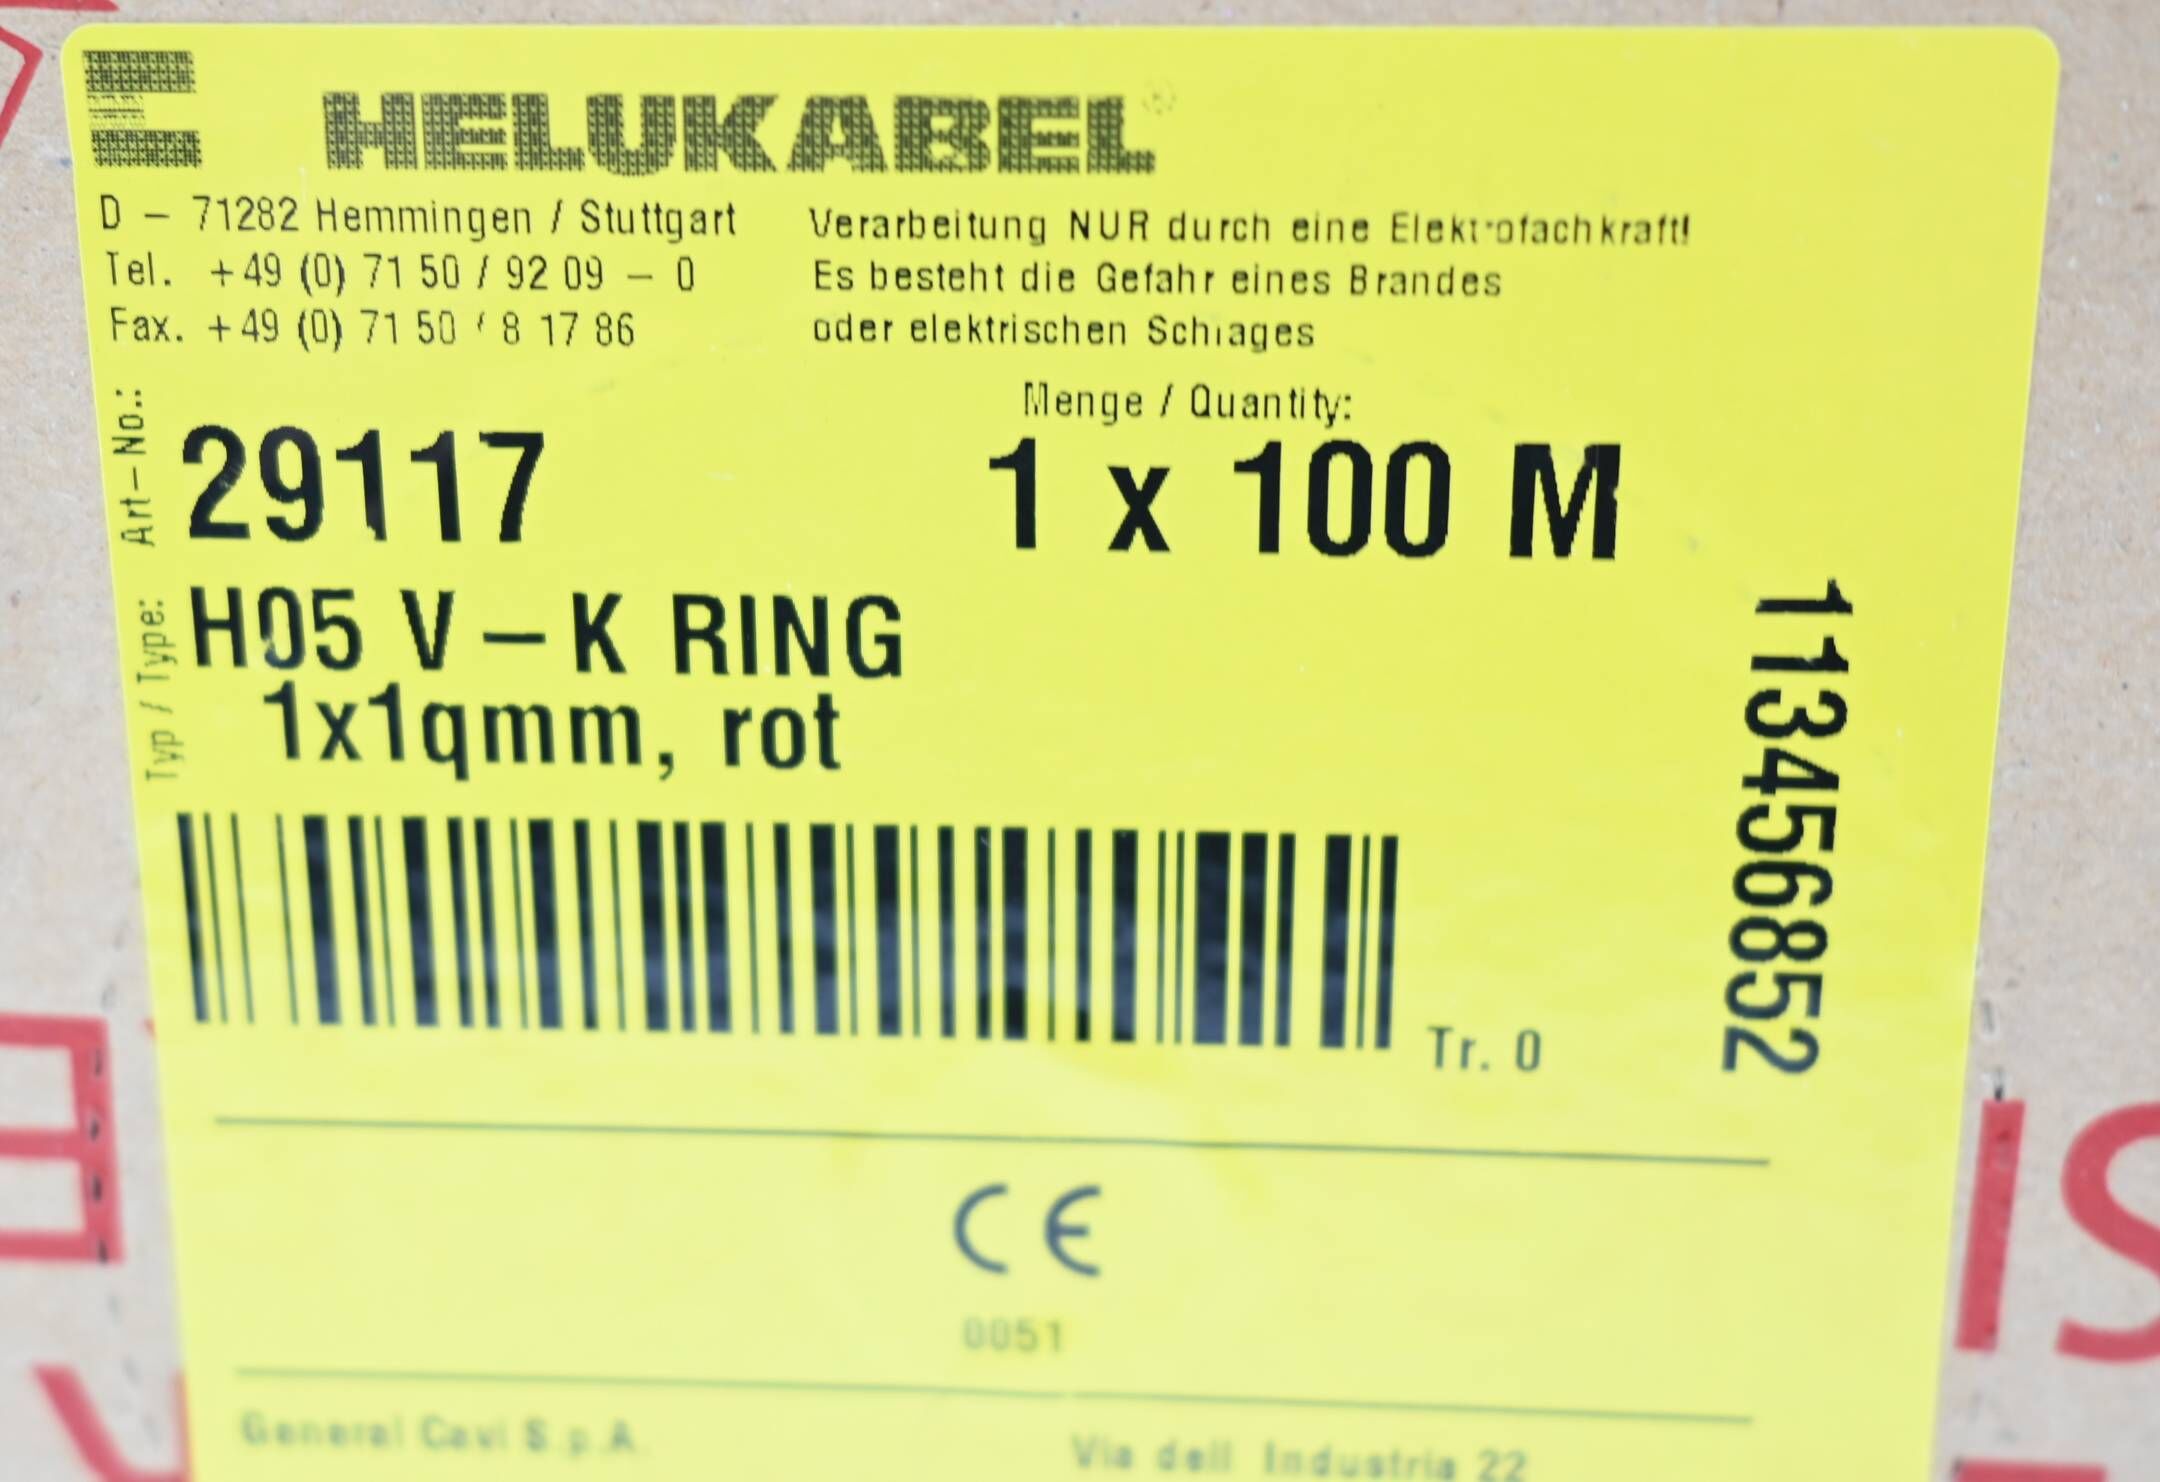 HELUKABEL
D - 71282 Hemmingen / Stuttgart
Tel. +49 (0) 71 50 / 92 09 - 0
Fax. +49 (0) 71 50 / 8 17 86
Verarbeitung NUR durch eine Elektrofachkraft!
Es besteht die Gefahr eines Brandes
oder elektrischen Schlages
Art-No.:
29117
Menge / Quantity:
1 x 100 M
Typ / Type:
H05 V - K RING
1x1qmm, rot
113456852
Tr. 0
CE
0051
General Cavi S.p.A.
Via dell Industria 22
IS